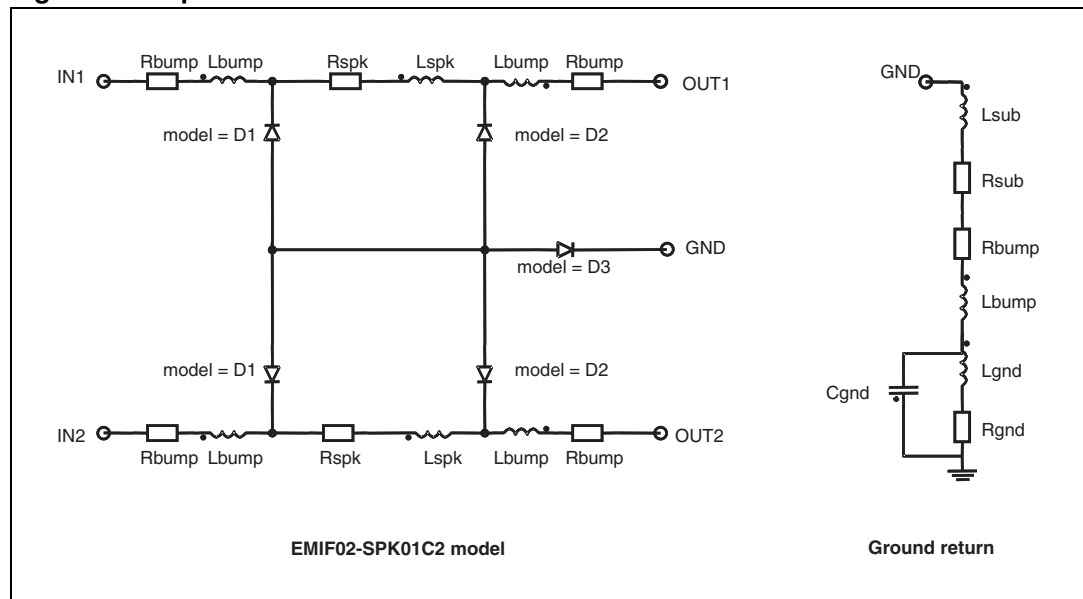 IN1 Rbump Lbump Rspk Lspk Lbump Rbump OUT1
model = D1 model = D2
GND
model = D3
model = D1 model = D2
IN2 OUT2
Rbump Lbump Rspk Lspk Lbump Rbump
EMIF02-SPK01C2 model
GND
Lsub
Rsub
Rbump
Lbump
Lgnd
Cgnd
Rgnd
Ground return